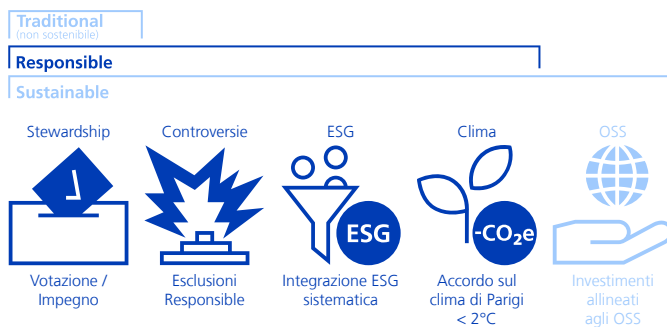 Traditional
(non sostenibile)
Responsible
Sustainable
Stewardship
Controversie
ESG
Clima
OSS
ESG
-CO₂e
Votazione /
Impegno
Esclusioni
Responsible
Integrazione ESG
sistematica
Accordo sul
clima di Parigi
< 2°C
Investimenti
allineati
agli OSS